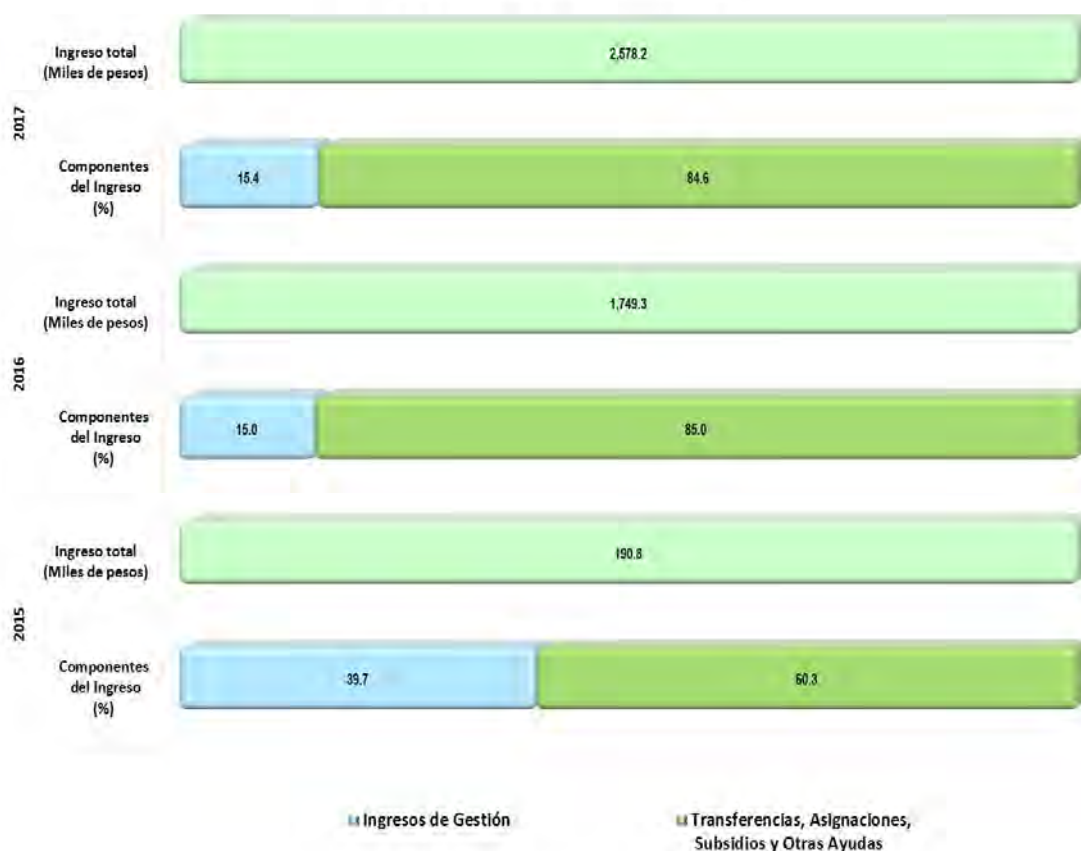 2017
Ingreso total
(Miles de pesos)
2,578.2
Componentes
del Ingreso
(%)
15.4
84.6
2016
Ingreso total
(Miles de pesos)
1,749.3
Componentes
del Ingreso
(%)
15.0
85.0
2015
Ingreso total
(Miles de pesos)
190.8
Componentes
del Ingreso
(%)
39.7
60.3
Ingresos de Gestión
Transferencias, Asignaciones,
Subsidios y Otras Ayudas